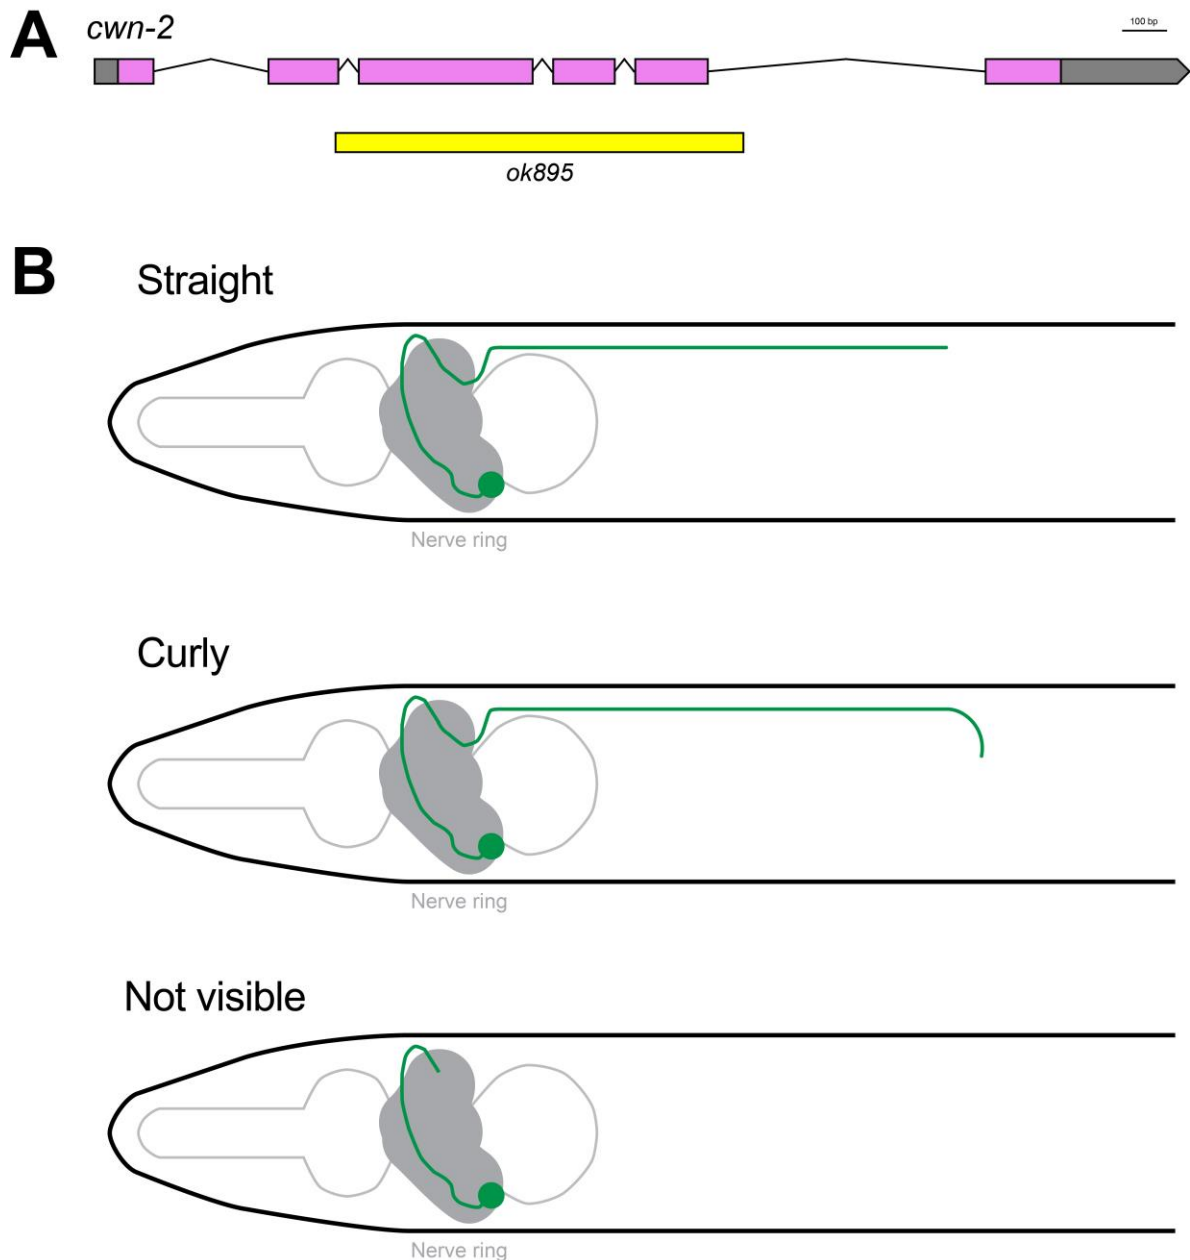 A
cwn-2
100 bp
ok895
B
Straight
Nerve ring
Curly
Nerve ring
Not visible
Nerve ring